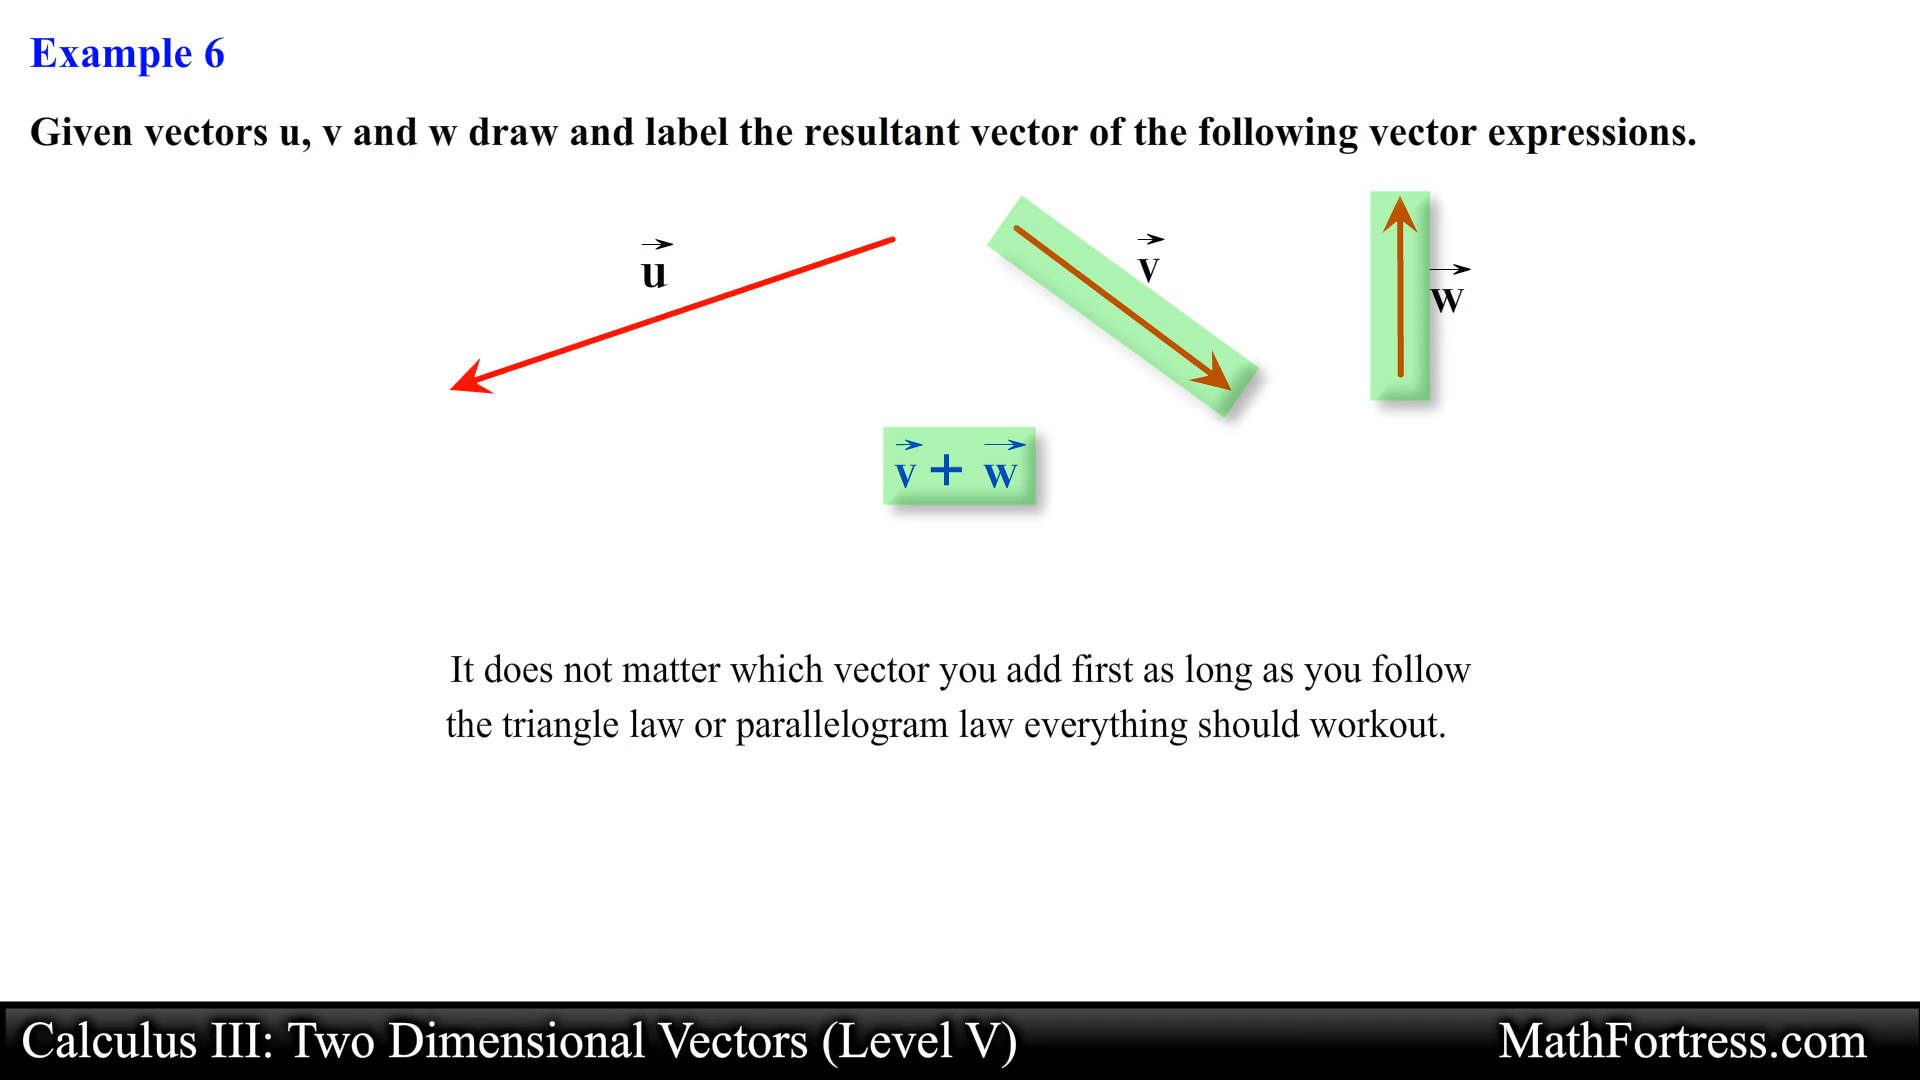 Example 6
Given vectors u, v and w draw and label the resultant vector of the following vector expressions.
u⃗
v⃗
w⃗
v⃗ + w⃗
It does not matter which vector you add first as long as you follow
the triangle law or parallelogram law everything should workout.
Calculus III: Two Dimensional Vectors (Level V)
MathFortress.com